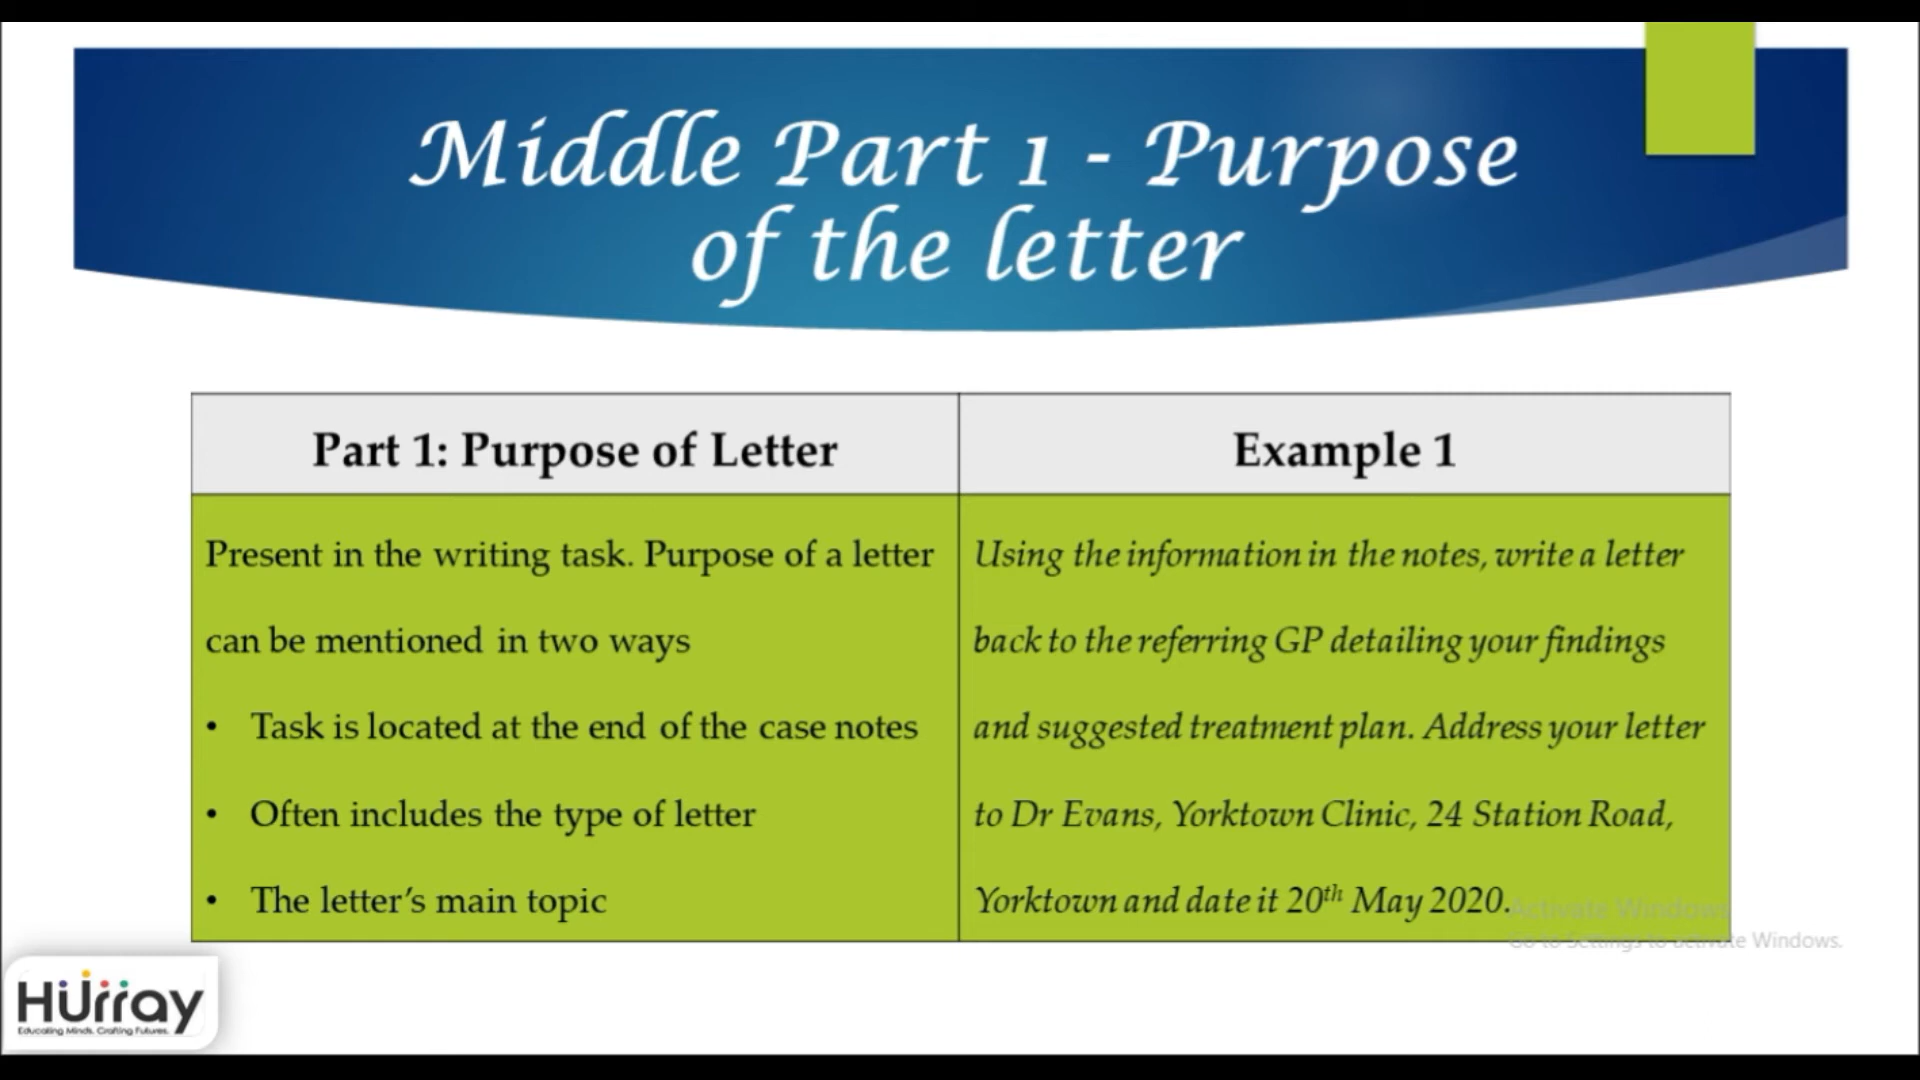 Middle Part 1 - Purpose
of the letter
Part 1: Purpose of Letter
Example 1
Present in the writing task. Purpose of a letter
can be mentioned in two ways
• Task is located at the end of the case notes
• Often includes the type of letter
• The letter's main topic
Using the information in the notes, write a letter
back to the referring GP detailing your findings
and suggested treatment plan. Address your letter
to Dr Evans, Yorktown Clinic, 24 Station Road,
Yorktown and date it 20th May 2020.
Activate Windows
Go to Settings to activate Windows.
Hurray
Educating Minds. Crafting Futures.